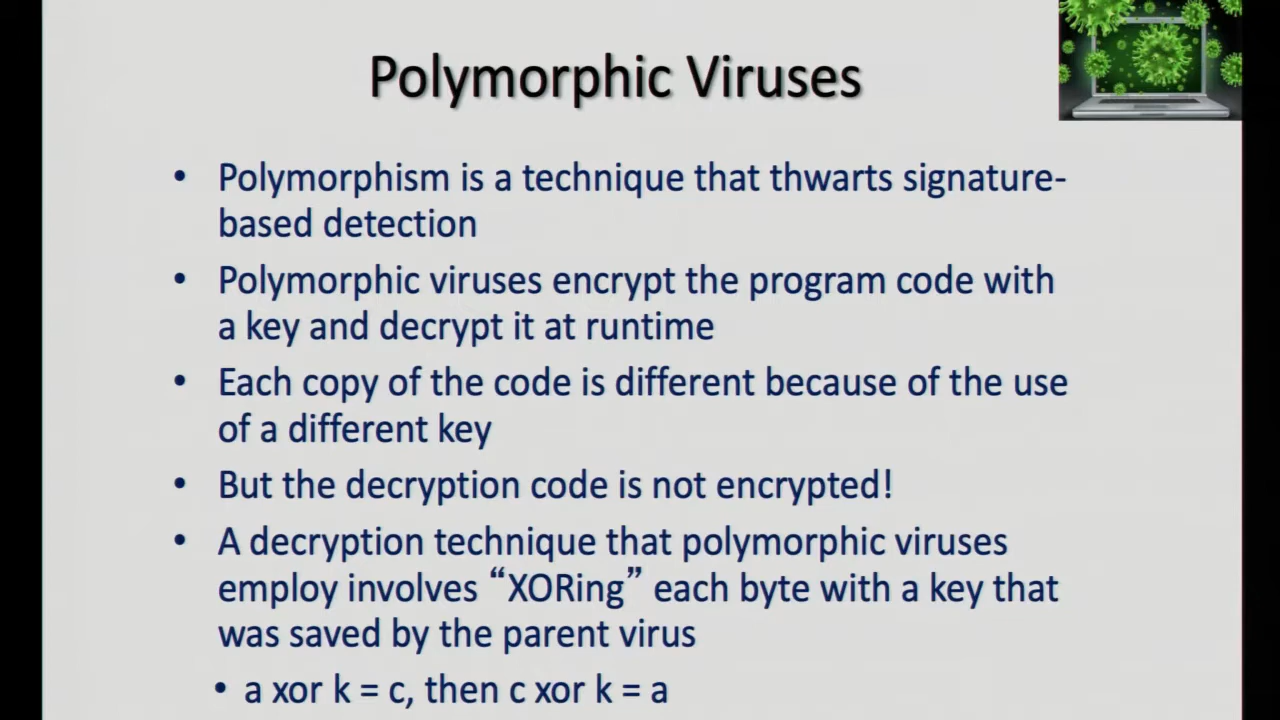 Polymorphic Viruses
• Polymorphism is a technique that thwarts signature-
based detection
• Polymorphic viruses encrypt the program code with
a key and decrypt it at runtime
• Each copy of the code is different because of the use
of a different key
• But the decryption code is not encrypted!
• A decryption technique that polymorphic viruses
employ involves “XORing” each byte with a key that
was saved by the parent virus
• a xor k = c, then c xor k = a